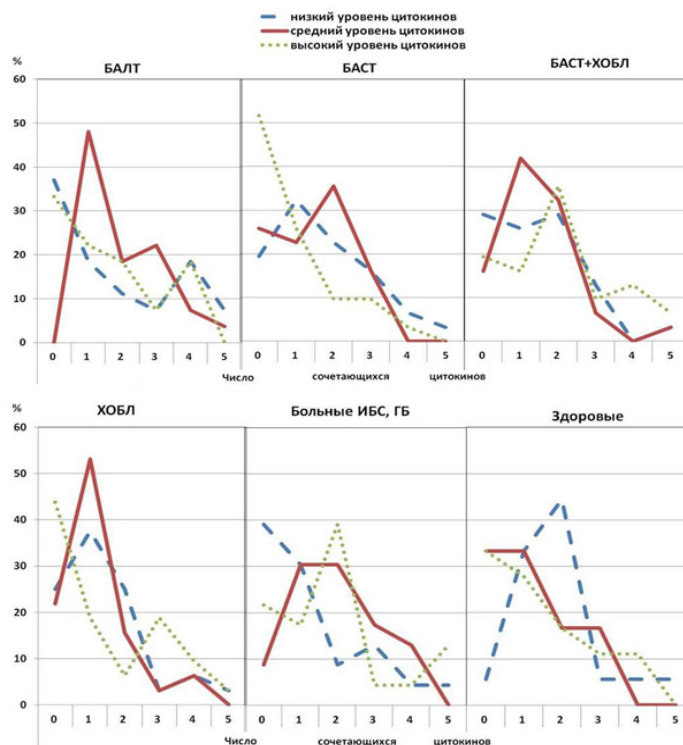 низкий уровень цитокинов
средний уровень цитокинов
высокий уровень цитокинов
% БАЛТ БАСТ БАСТ+ХОБЛ
60
50
40
30
20
10
0
0 1 2 3 4 5 0 1 2 3 4 5 0 1 2 3 4 5
Число сочетающихся цитокинов
% ХОБЛ Больные ИБС, ГБ Здоровые
60
50
40
30
20
10
0
0 1 2 3 4 5 0 1 2 3 4 5 0 1 2 3 4 5
Число сочетающихся цитокинов